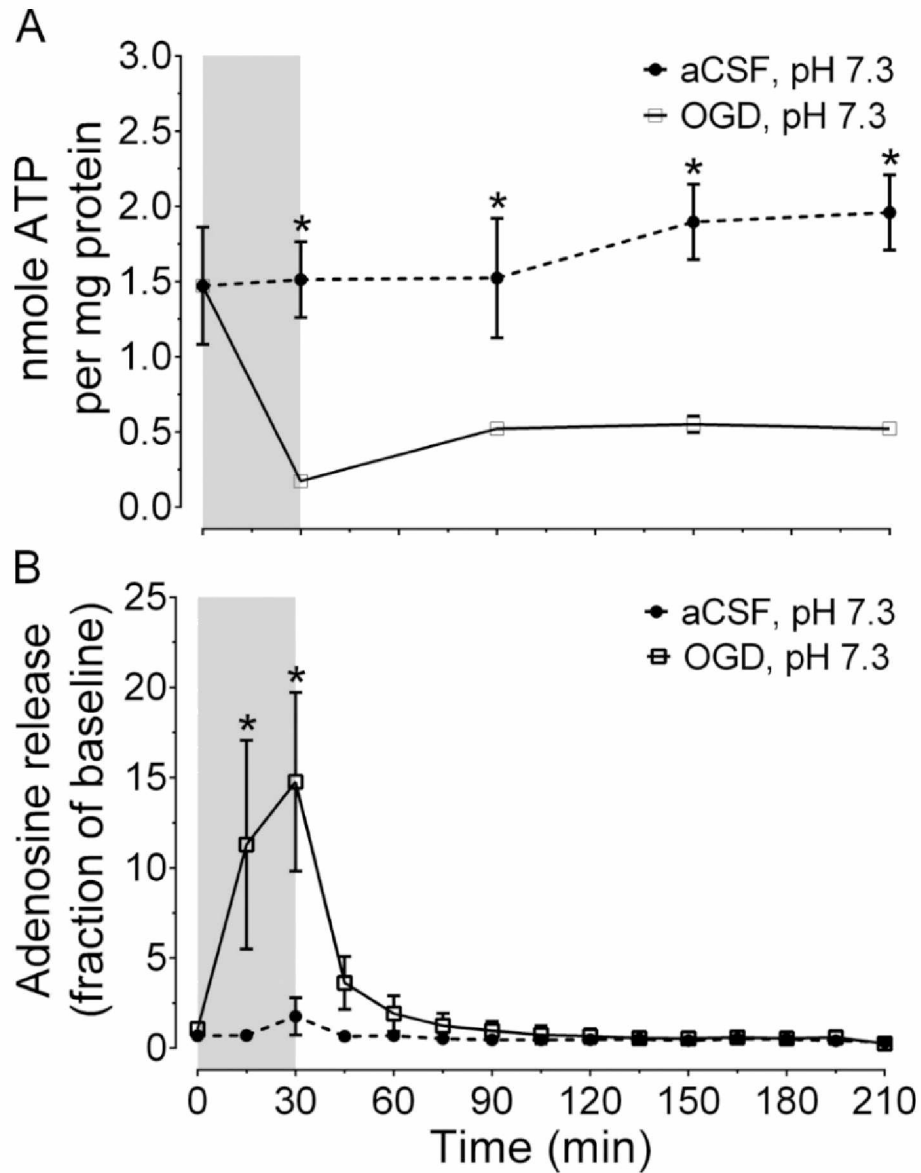 A
3.0
2.5
2.0
1.5
1.0
0.5
0.0
nmole ATP
per mg protein
aCSF, pH 7.3
OGD, pH 7.3
*
*
*
*
B
25
20
15
10
5
0
Adenosine release
(fraction of baseline)
aCSF, pH 7.3
OGD, pH 7.3
*
*
0 30 60 90 120 150 180 210
Time (min)